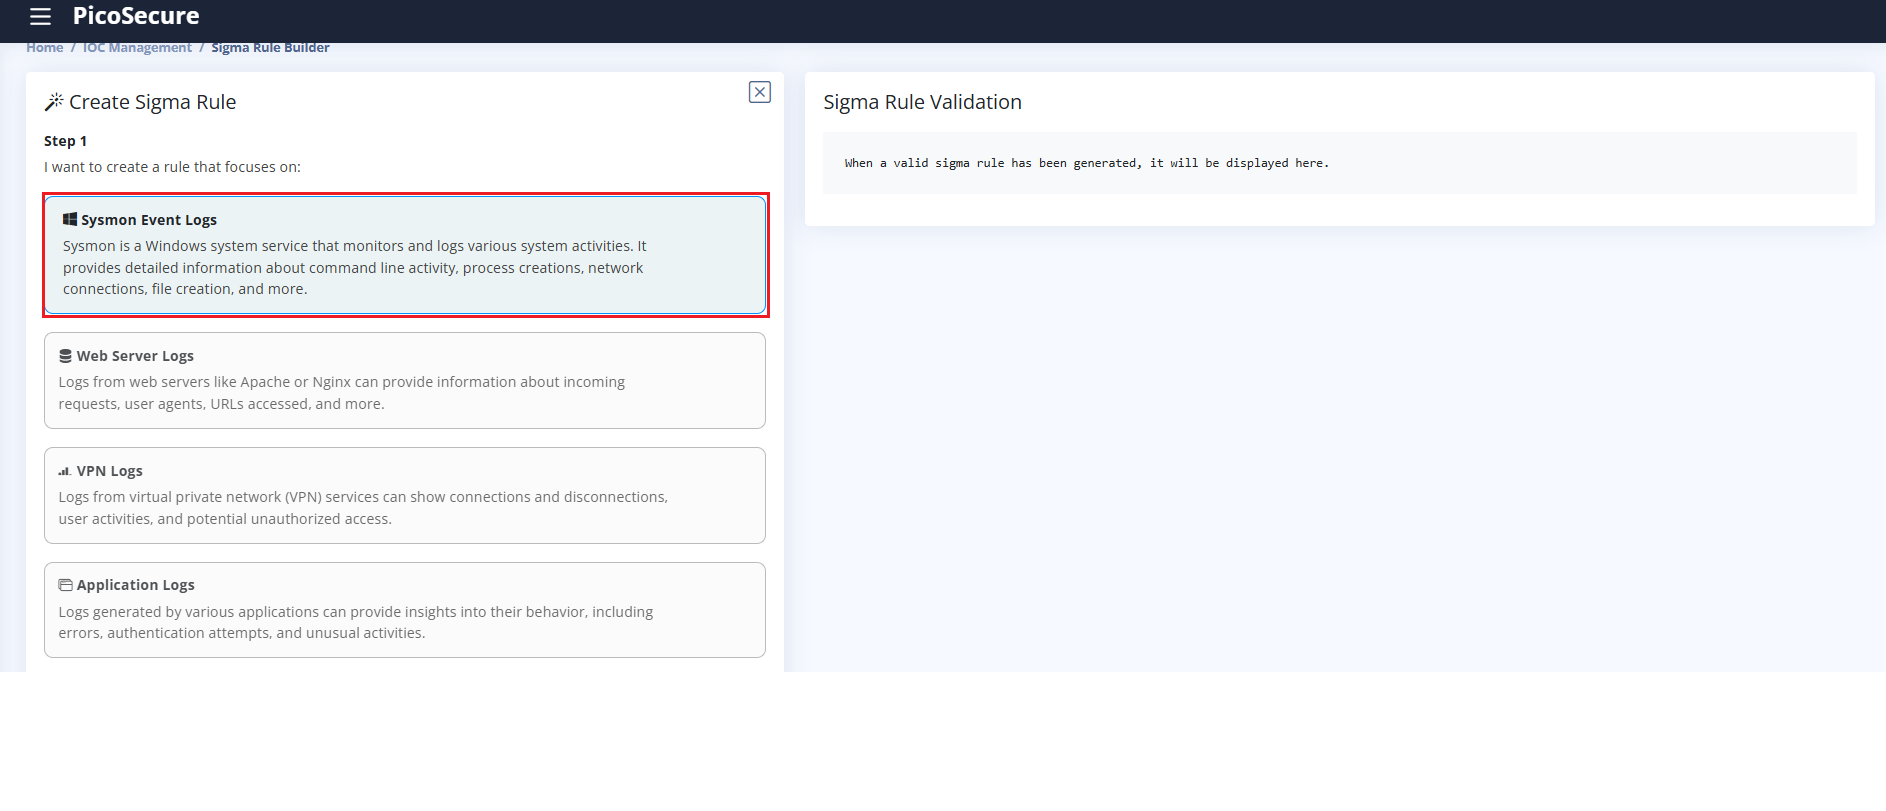 PicoSecure
Home / IOC Management / Sigma Rule Builder
Create Sigma Rule
Step 1
I want to create a rule that focuses on:
Sysmon Event Logs
Sysmon is a Windows system service that monitors and logs various system activities. It
provides detailed information about command line activity, process creations, network
connections, file creation, and more.
Web Server Logs
Logs from web servers like Apache or Nginx can provide information about incoming
requests, user agents, URLs accessed, and more.
VPN Logs
Logs from virtual private network (VPN) services can show connections and disconnections,
user activities, and potential unauthorized access.
Application Logs
Logs generated by various applications can provide insights into their behavior, including
errors, authentication attempts, and unusual activities.
Sigma Rule Validation
When a valid sigma rule has been generated, it will be displayed here.